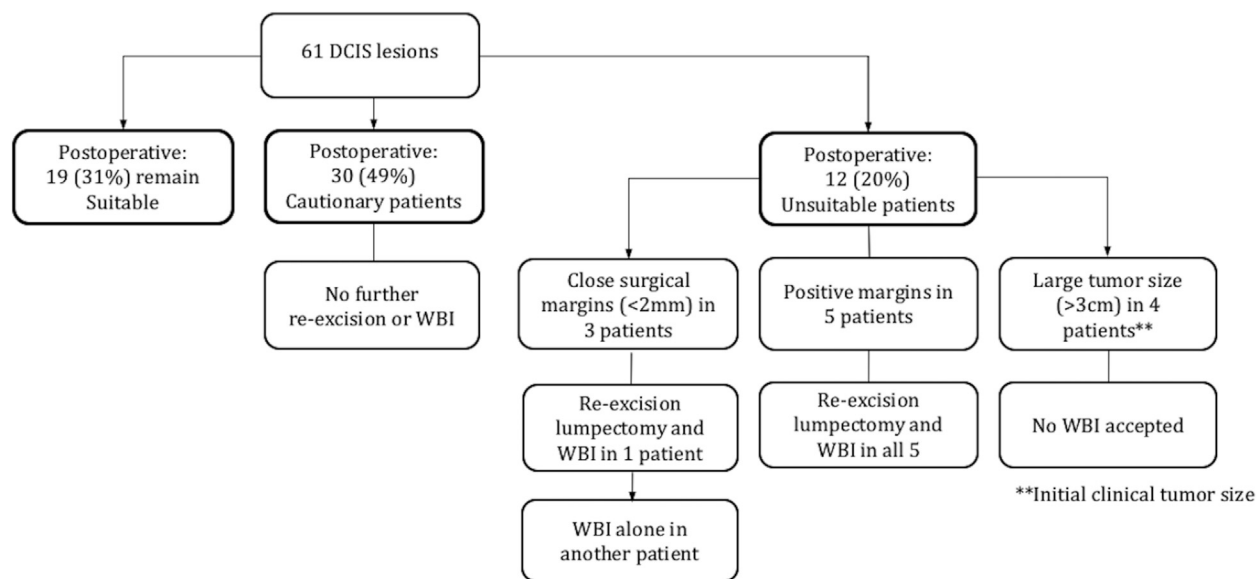 61 DCIS lesions
Postoperative:
19 (31%) remain
Suitable
Postoperative:
30 (49%)
Cautionary patients
Postoperative:
12 (20%)
Unsuitable patients
No further
re-excision or WBI
Close surgical
margins (<2mm) in
3 patients
Positive margins in
5 patients
Large tumor size
(>3cm) in 4
patients**
Re-excision
lumpectomy and
WBI in 1 patient
Re-excision
lumpectomy and
WBI in all 5
No WBI accepted
**Initial clinical tumor size
WBI alone in
another patient